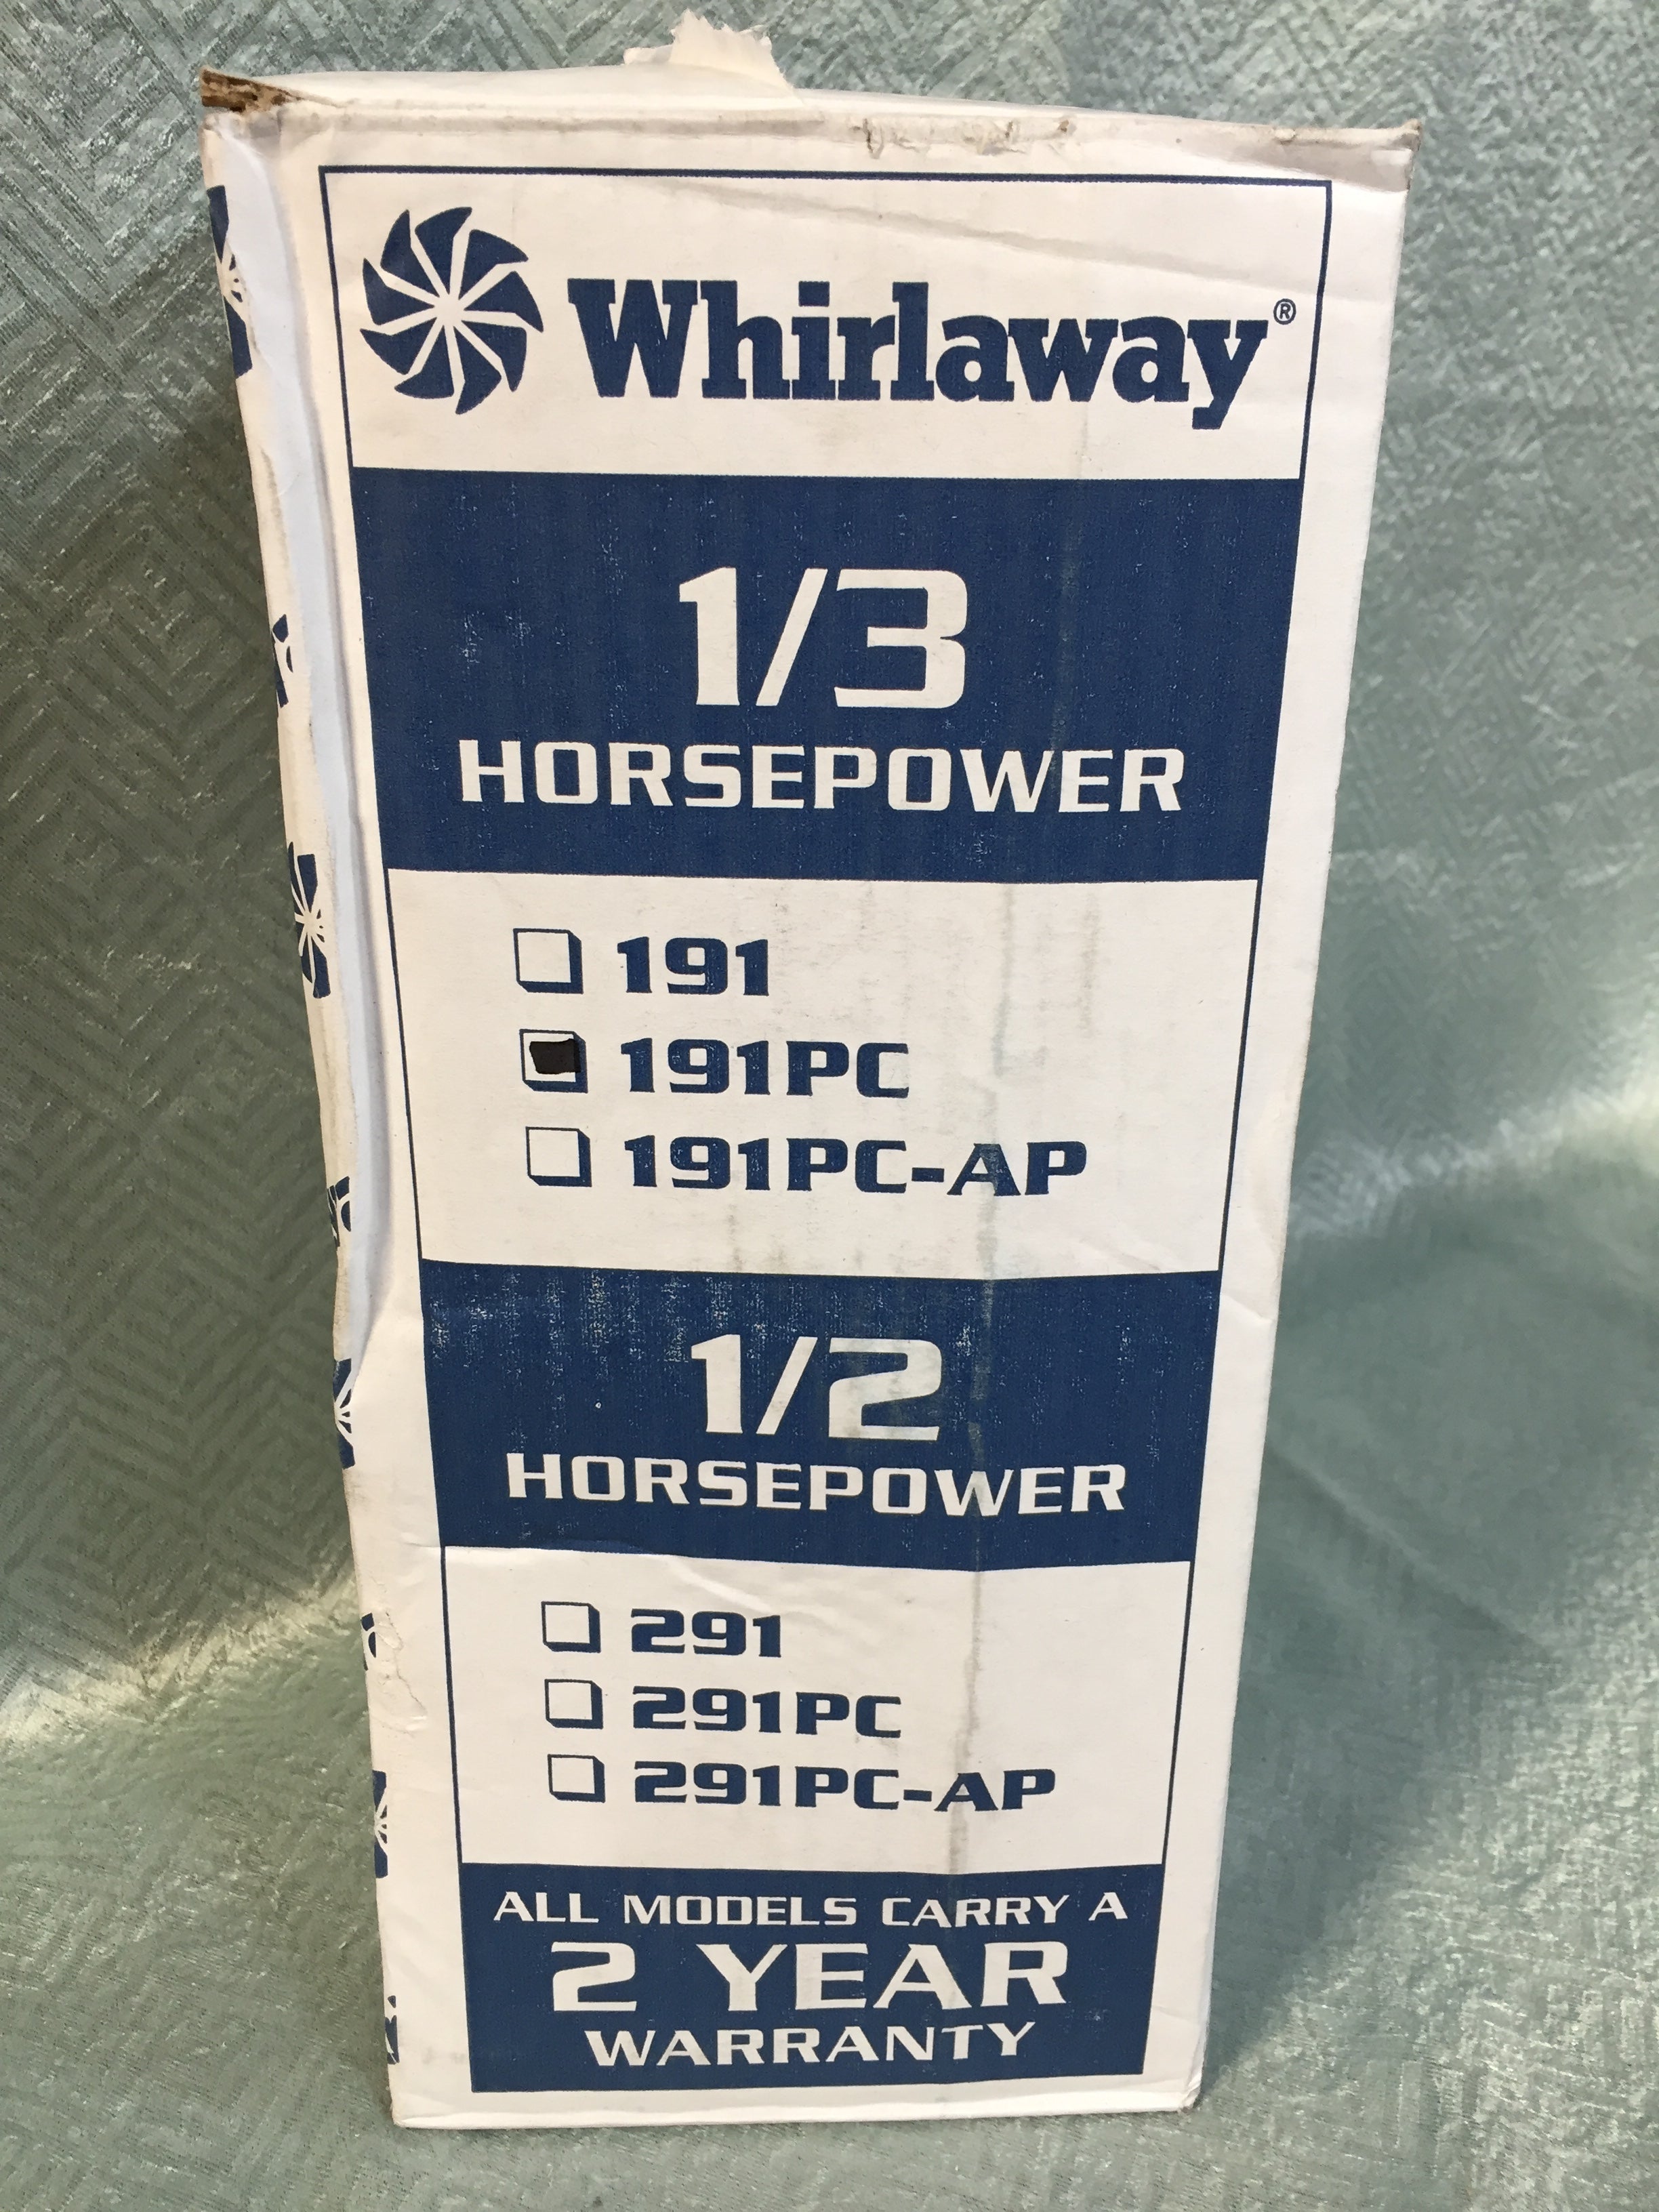 Whirlaway®
1/3
HORSEPOWER
191
191PC
191PC-AP
1/2
HORSEPOWER
291
291PC
291PC-AP
ALL MODELS CARRY A
2 YEAR
WARRANTY